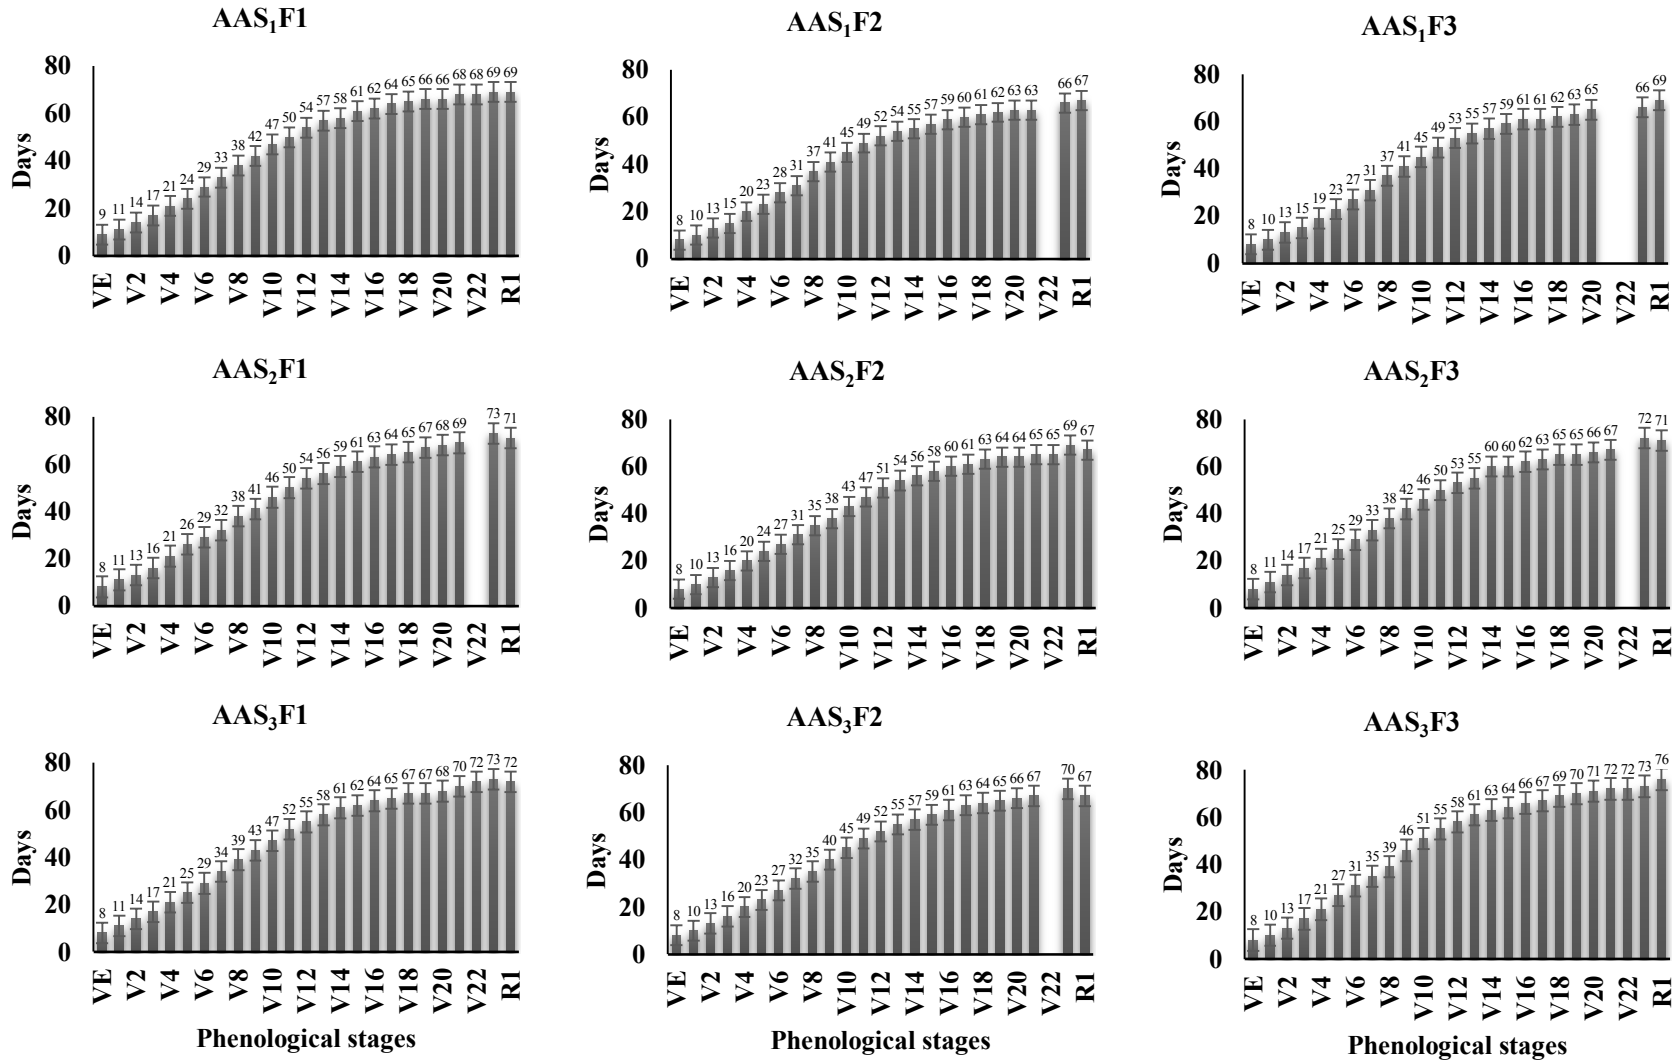 AAS₁F1
80
60
40
20
0
Days
9 11 14 17 21 24 29 33 38 42 47 50 54 57 58 61 62 64 65 66 66 68 68 69 69
VE V2 V4 V6 V8 V10 V12 V14 V16 V18 V20 V22 R1
AAS₁F2
80
60
40
20
0
Days
8 10 13 15 20 23 28 31 37 41 45 49 52 54 55 57 59 60 61 62 63 63 66 67
VE V2 V4 V6 V8 V10 V12 V14 V16 V18 V20 V22 R1
AAS₁F3
80
60
40
20
0
Days
8 10 13 15 19 23 27 31 37 41 45 49 53 55 57 59 61 61 62 63 65 66 69
VE V2 V4 V6 V8 V10 V12 V14 V16 V18 V20 V22 R1
AAS₂F1
80
60
40
20
0
Days
8 11 13 16 21 26 29 32 38 41 46 50 54 56 59 61 63 64 65 67 68 69 73 71
VE V2 V4 V6 V8 V10 V12 V14 V16 V18 V20 V22 R1
AAS₂F2
80
60
40
20
0
Days
8 10 13 16 20 24 27 31 35 38 43 47 51 54 56 58 60 61 63 64 64 65 65 69 67
VE V2 V4 V6 V8 V10 V12 V14 V16 V18 V20 V22 R1
AAS₂F3
80
60
40
20
0
Days
8 11 14 17 21 25 29 33 38 42 46 50 53 55 60 60 62 63 65 65 66 67 72 71
VE V2 V4 V6 V8 V10 V12 V14 V16 V18 V20 V22 R1
AAS₃F1
80
60
40
20
0
Days
8 11 14 17 21 25 29 34 39 43 47 52 55 58 61 62 64 65 67 67 68 70 72 73 72
VE V2 V4 V6 V8 V10 V12 V14 V16 V18 V20 V22 R1
Phenological stages
AAS₃F2
80
60
40
20
0
Days
8 10 13 16 20 23 27 32 35 40 45 49 52 55 57 59 61 63 64 65 66 67 70 67
VE V2 V4 V6 V8 V10 V12 V14 V16 V18 V20 V22 R1
Phenological stages
AAS₃F3
80
60
40
20
0
Days
8 10 13 17 21 27 31 35 39 46 51 55 58 61 63 64 66 67 69 70 71 72 72 73 76
VE V2 V4 V6 V8 V10 V12 V14 V16 V18 V20 V22 R1
Phenological stages